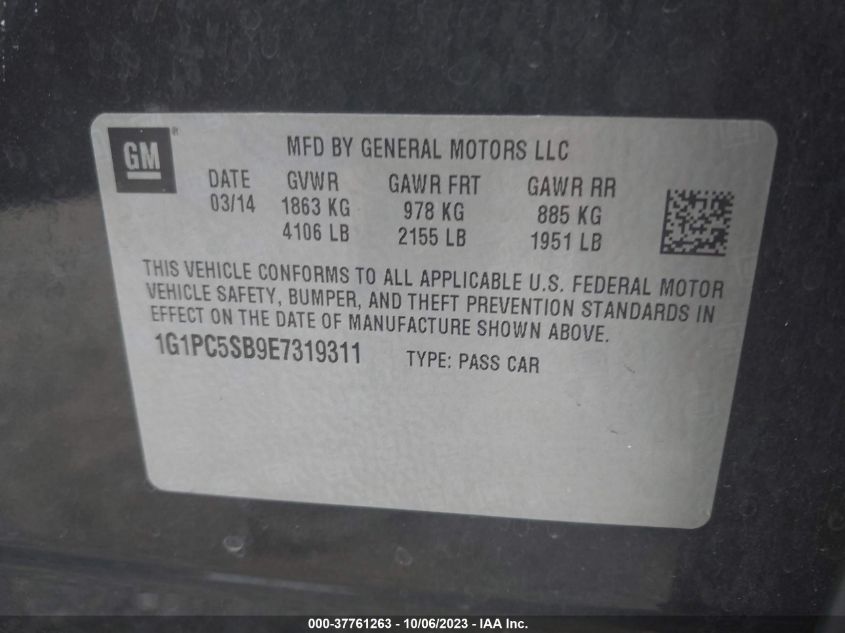 GM®
MFD BY GENERAL MOTORS LLC
DATE GVWR GAWR FRT GAWR RR
03/14 1863 KG 978 KG 885 KG
4106 LB 2155 LB 1951 LB
THIS VEHICLE CONFORMS TO ALL APPLICABLE U.S. FEDERAL MOTOR
VEHICLE SAFETY, BUMPER, AND THEFT PREVENTION STANDARDS IN
EFFECT ON THE DATE OF MANUFACTURE SHOWN ABOVE.
1G1PC5SB9E7319311 TYPE: PASS CAR
000-37761263 - 10/06/2023 - IAA Inc.